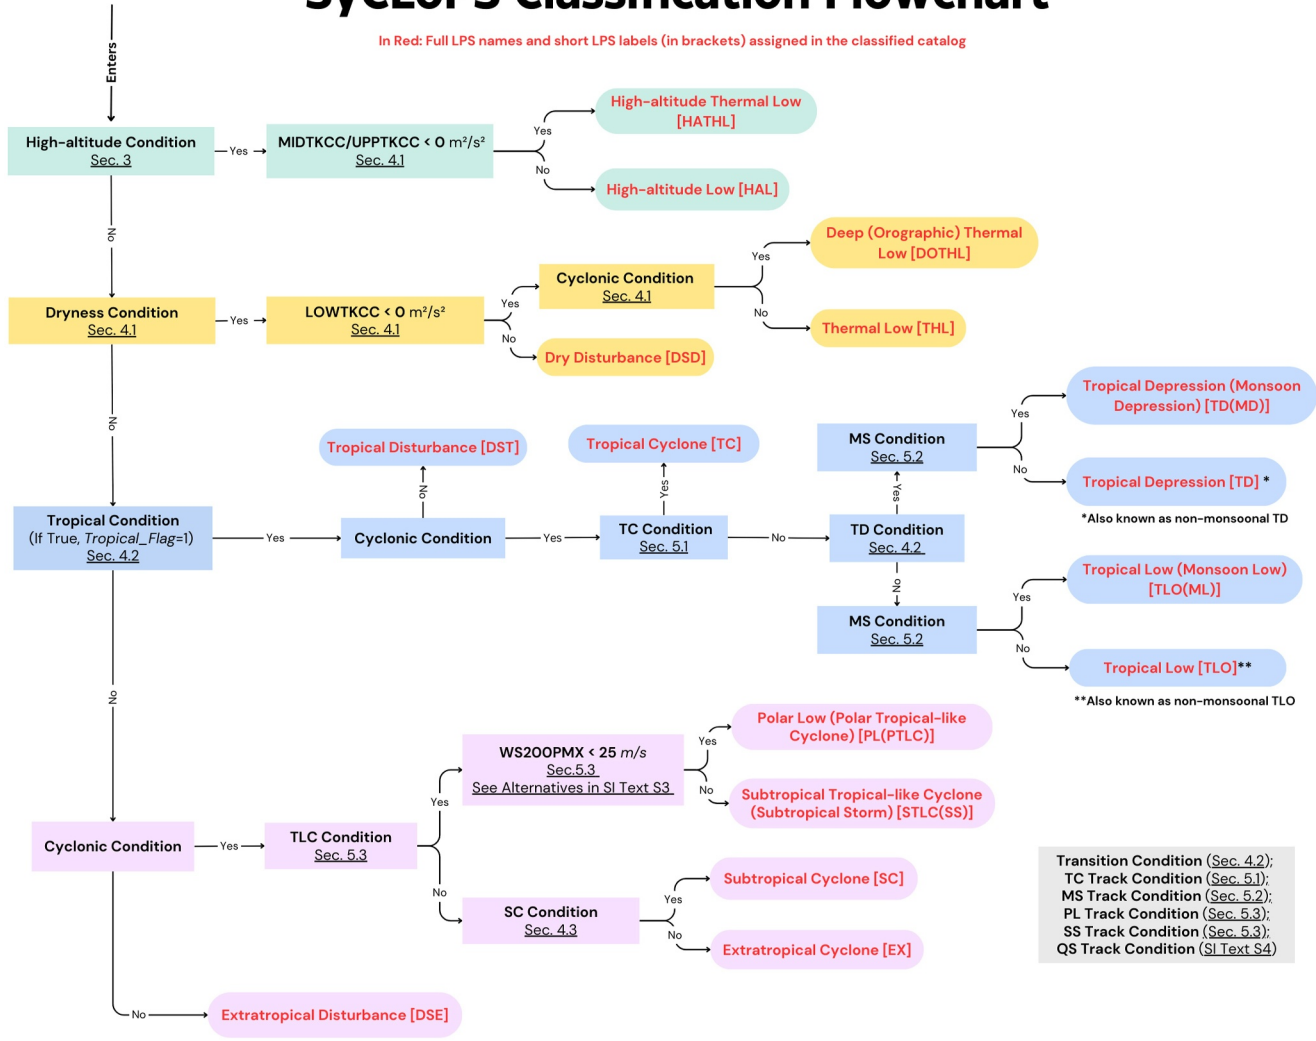 SyCLoPS Classification Flowchart
In Red: Full LPS names and short LPS labels (in brackets) assigned in the classified catalog
Enters
High-altitude Condition
Sec. 3
Yes
MIDTKCC/UPPTKCC < 0 m²/s²
Sec. 4.1
Yes
High-altitude Thermal Low
[HATHL]
No
High-altitude Low [HAL]
No
Dryness Condition
Sec. 4.1
Yes
LOWTKCC < 0 m²/s²
Sec. 4.1
Yes
Cyclonic Condition
Sec. 4.1
Yes
Deep (Orographic) Thermal
Low [DOTHL]
No
Thermal Low [THL]
No
Dry Disturbance [DSD]
No
Tropical Condition
(If True, Tropical_Flag=1)
Sec. 4.2
Yes
Cyclonic Condition
No
Tropical Disturbance [DST]
Yes
TC Condition
Sec. 5.1
Yes
Tropical Cyclone [TC]
No
TD Condition
Sec. 4.2
Yes
MS Condition
Sec. 5.2
Yes
Tropical Depression (Monsoon
Depression) [TD(MD)]
No
Tropical Depression [TD] *
*Also known as non-monsoonal TD
No
MS Condition
Sec. 5.2
Yes
Tropical Low (Monsoon Low)
[TLO(ML)]
No
Tropical Low [TLO]**
**Also known as non-monsoonal TLO
No
Cyclonic Condition
Yes
TLC Condition
Sec. 5.3
Yes
WS200PMX < 25 m/s
Sec.5.3
See Alternatives in SI Text S3
Yes
Polar Low (Polar Tropical-like
Cyclone) [PL(PTLC)]
No
Subtropical Tropical-like Cyclone
(Subtropical Storm) [STLC(SS)]
No
SC Condition
Sec. 4.3
Yes
Subtropical Cyclone [SC]
No
Extratropical Cyclone [EX]
No
Extratropical Disturbance [DSE]
Transition Condition (Sec. 4.2);
TC Track Condition (Sec. 5.1);
MS Track Condition (Sec. 5.2);
PL Track Condition (Sec. 5.3);
SS Track Condition (Sec. 5.3);
QS Track Condition (SI Text S4)